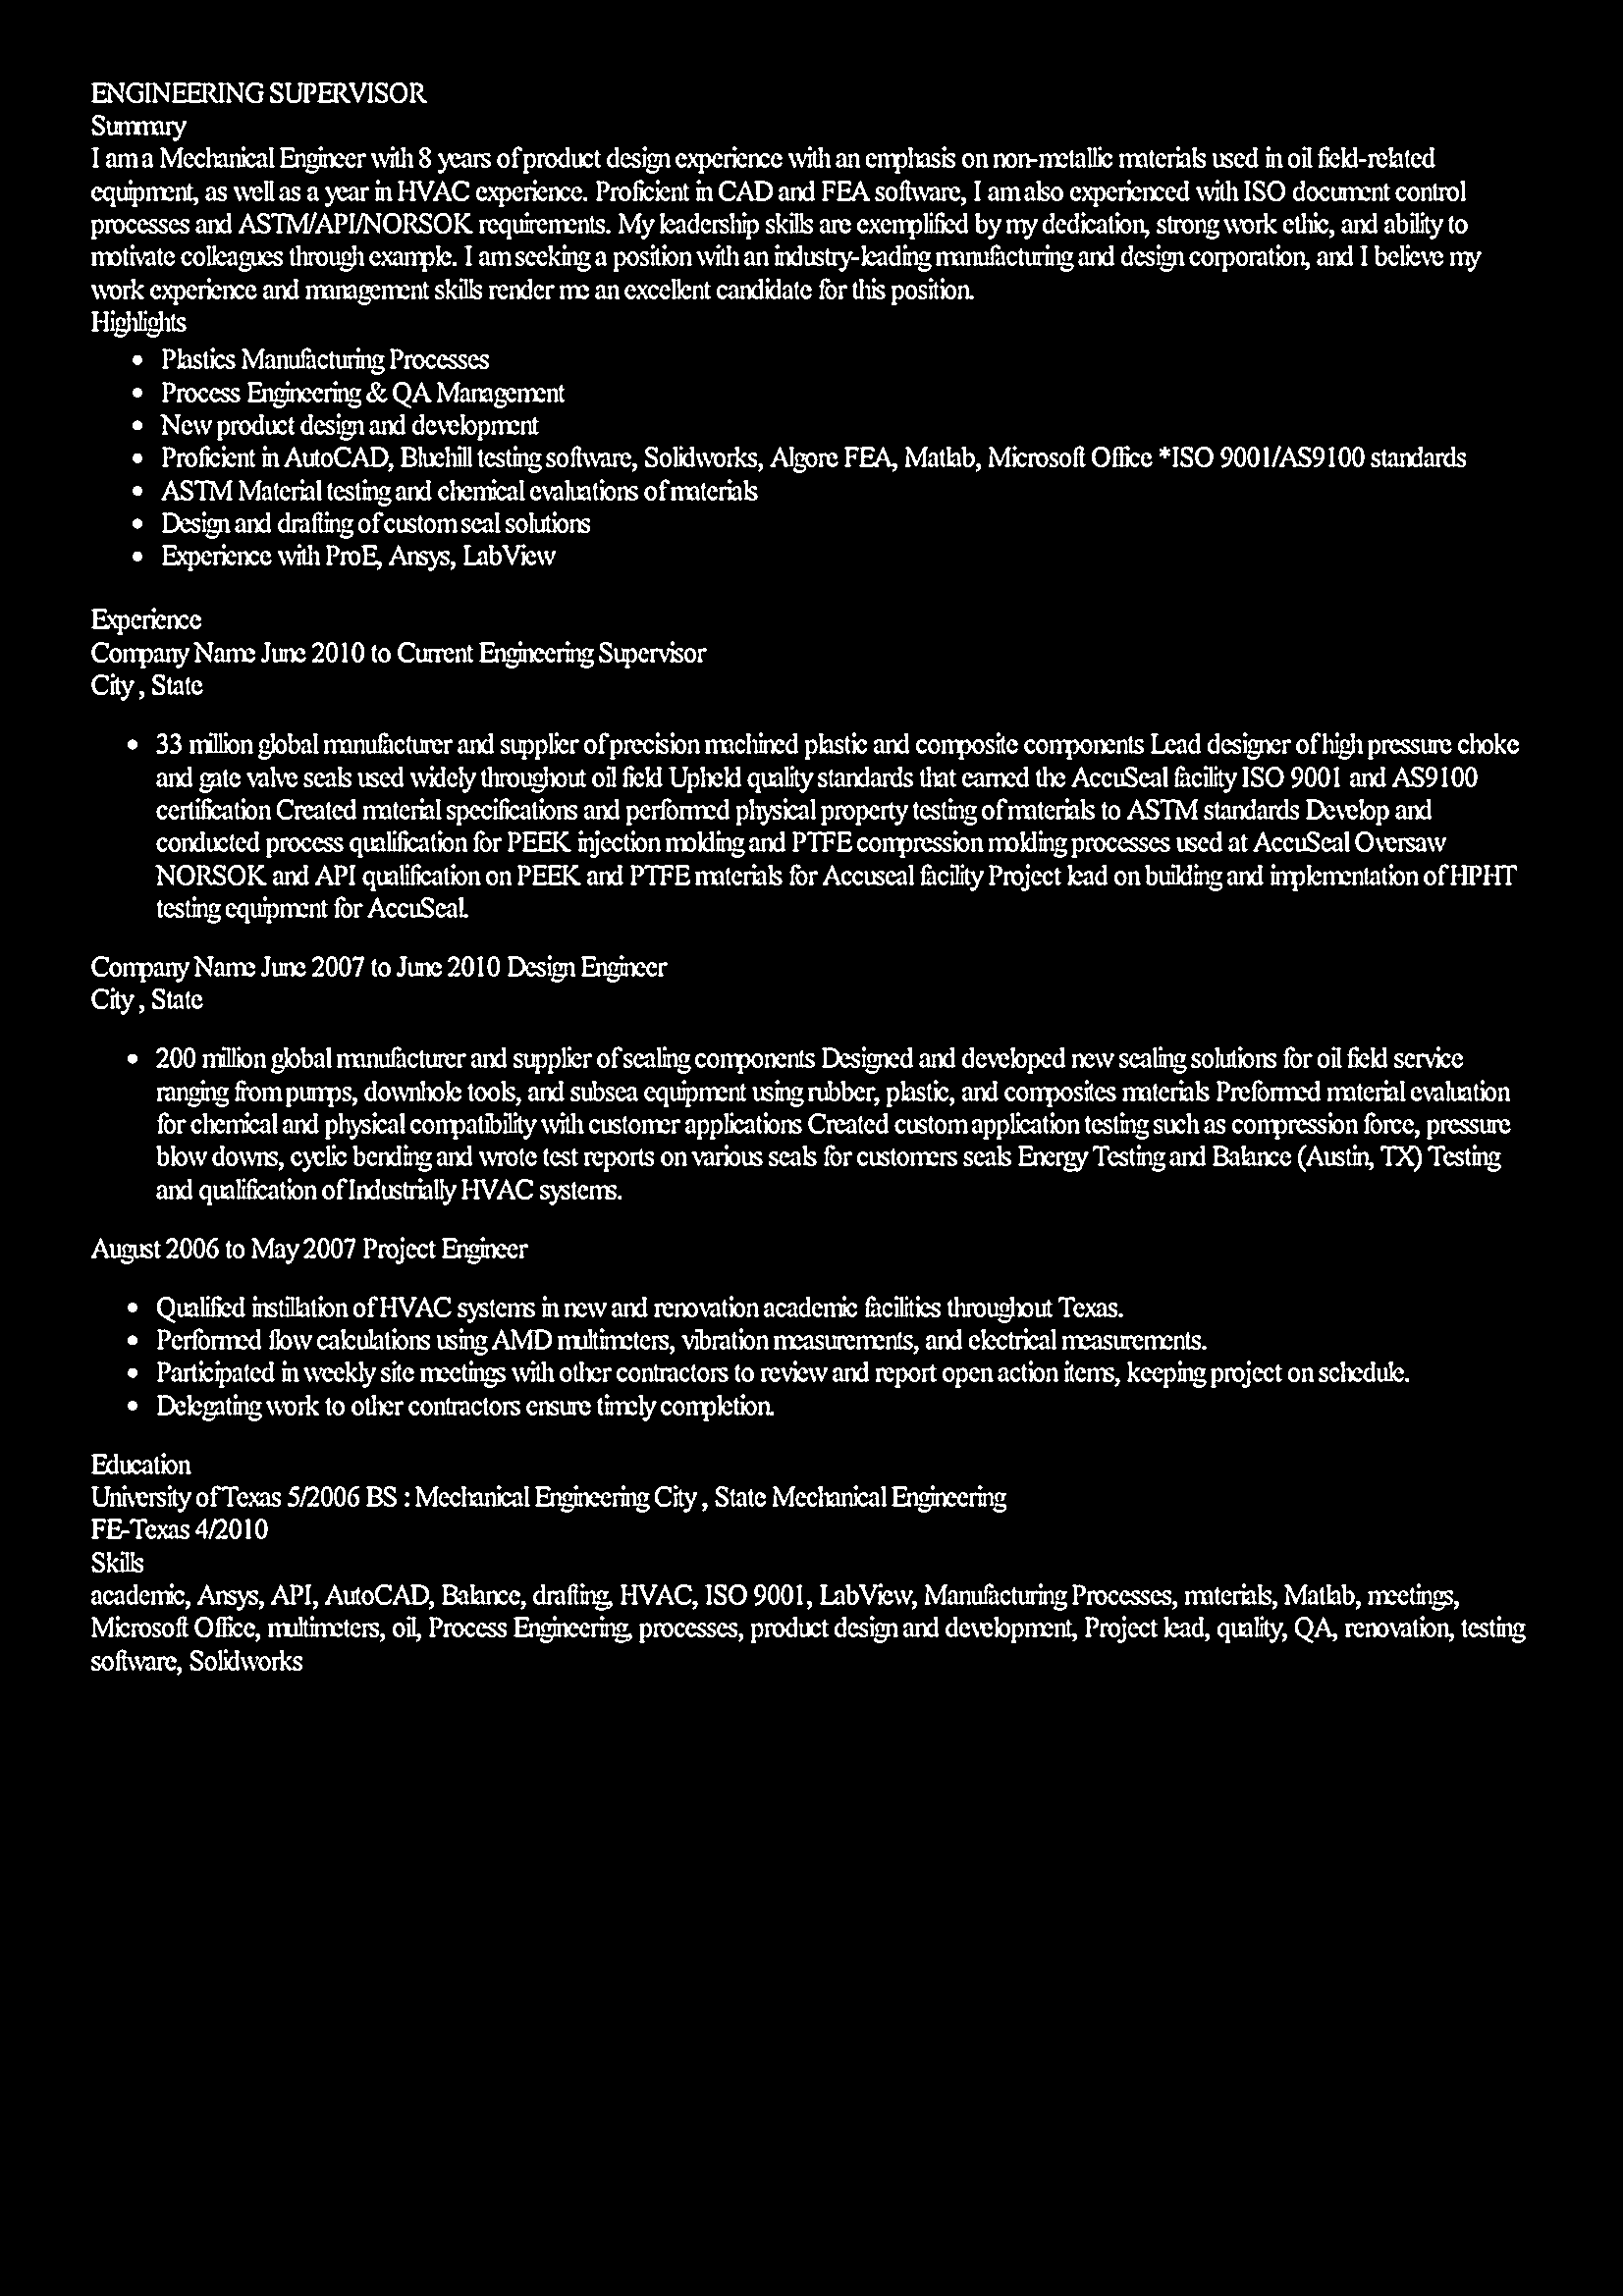 ENGINEERING SUPERVISOR
Summary
I am a Mechanical Engineer with 8 years of product design experience with an emphasis on non-metallic materials used in oil field-related
equipment, as well as a year in HVAC experience. Proficient in CAD and FEA software, I am also experienced with ISO document control
processes and ASTM/API/NORSOK requirements. My leadership skills are exemplified by my dedication, strong work ethic, and ability to
motivate colleagues through example. I am seeking a position with an industry-leading manufacturing and design corporation, and I believe my
work experience and management skills render me an excellent candidate for this position.
Highlights
• Plastics Manufacturing Processes
• Process Engineering & QA Management
• New product design and development
• Proficient in AutoCAD, Bluehill testing software, Solidworks, Algore FEA, Matlab, Microsoft Office *ISO 9001/AS9100 standards
• ASTM Material testing and chemical evaluations of materials
• Design and drafting of custom seal solutions
• Experience with ProE, Ansys, LabView
Experience
Company Name June 2010 to Current Engineering Supervisor
City , State
• 33 million global manufacturer and supplier of precision machined plastic and composite components Lead designer of high pressure choke
and gate valve seals used widely throughout oil field Upheld quality standards that earned the AccuSeal facility ISO 9001 and AS9100
certification Created material specifications and performed physical property testing of materials to ASTM standards Develop and
conducted process qualification for PEEK injection molding and PTFE compression molding processes used at AccuSeal Oversaw
NORSOK and API qualification on PEEK and PTFE materials for Accuseal facility Project lead on building and implementation of HPHT
testing equipment for AccuSeal.
Company Name June 2007 to June 2010 Design Engineer
City , State
• 200 million global manufacturer and supplier of sealing components Designed and developed new sealing solutions for oil field service
ranging from pumps, downhole tools, and subsea equipment using rubber, plastic, and composites materials Preformed material evaluation
for chemical and physical compatibility with customer applications Created custom application testing such as compression force, pressure
blow downs, cyclic bending and wrote test reports on various seals for customers seals Energy Testing and Balance (Austin, TX) Testing
and qualification of Industrially HVAC systems.
August 2006 to May 2007 Project Engineer
• Qualified instillation of HVAC systems in new and renovation academic facilities throughout Texas.
• Performed flow calculations using AMD multimeters, vibration measurements, and electrical measurements.
• Participated in weekly site meetings with other contractors to review and report open action items, keeping project on schedule.
• Delegating work to other contractors ensure timely completion.
Education
University of Texas 5/2006 BS : Mechanical Engineering City , State Mechanical Engineering
FE-Texas 4/2010
Skills
academic, Ansys, API, AutoCAD, Balance, drafting, HVAC, ISO 9001, LabView, Manufacturing Processes, materials, Matlab, meetings,
Microsoft Office, multimeters, oil, Process Engineering, processes, product design and development, Project lead, quality, QA, renovation, testing
software, Solidworks